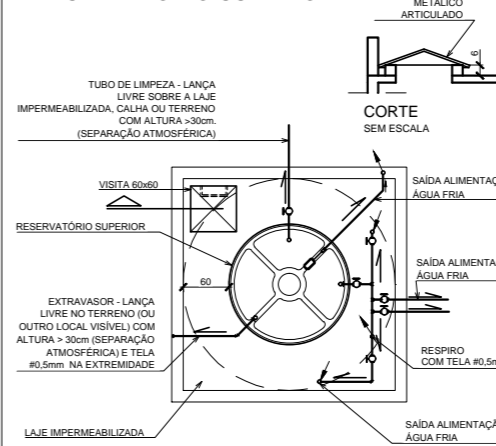 METÁLICO
ARTICULADO
6
CORTE
SEM ESCALA
TUBO DE LIMPEZA - LANÇA
LIVRE SOBRE A LAJE
IMPERMEABILIZADA, CALHA OU TERRENO
COM ALTURA >30cm.
(SEPARAÇÃO ATMOSFÉRICA)
VISITA 60x60
SAÍDA ALIMENTAÇ
ÁGUA FRIA
RESERVATÓRIO SUPERIOR
60
SAÍDA ALIMENTA
ÁGUA FRIA
EXTRAVASOR - LANÇA
LIVRE NO TERRENO (OU
OUTRO LOCAL VISÍVEL) COM
ALTURA > 30cm (SEPARAÇÃO
ATMOSFÉRICA) E TELA
#0,5mm NA EXTREMIDADE
RESPIRO
COM TELA #0,5m
LAJE IMPERMEABILIZADA
SAÍDA ALIMENTAÇÃ
ÁGUA FRIA